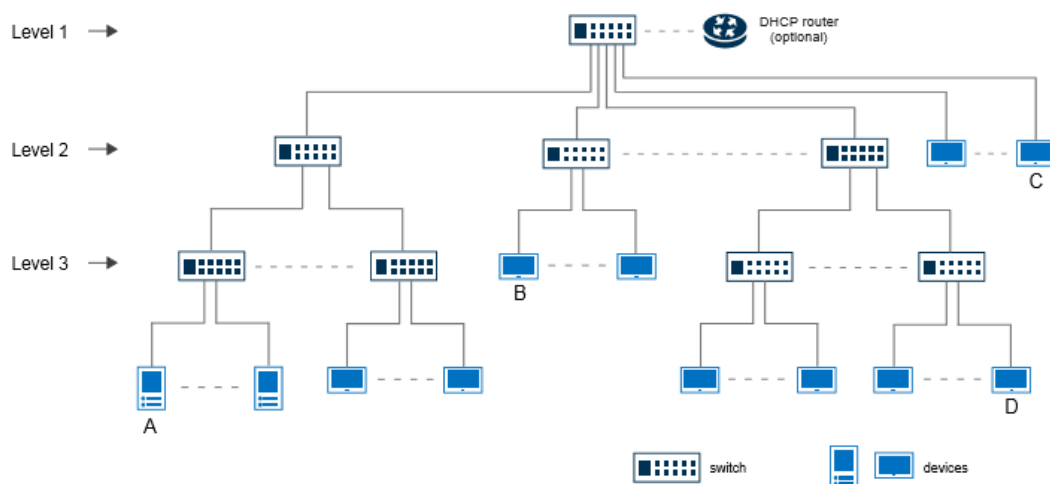 Level 1
DHCP router
(optional)
Level 2
C
Level 3
B
A
D
switch
devices